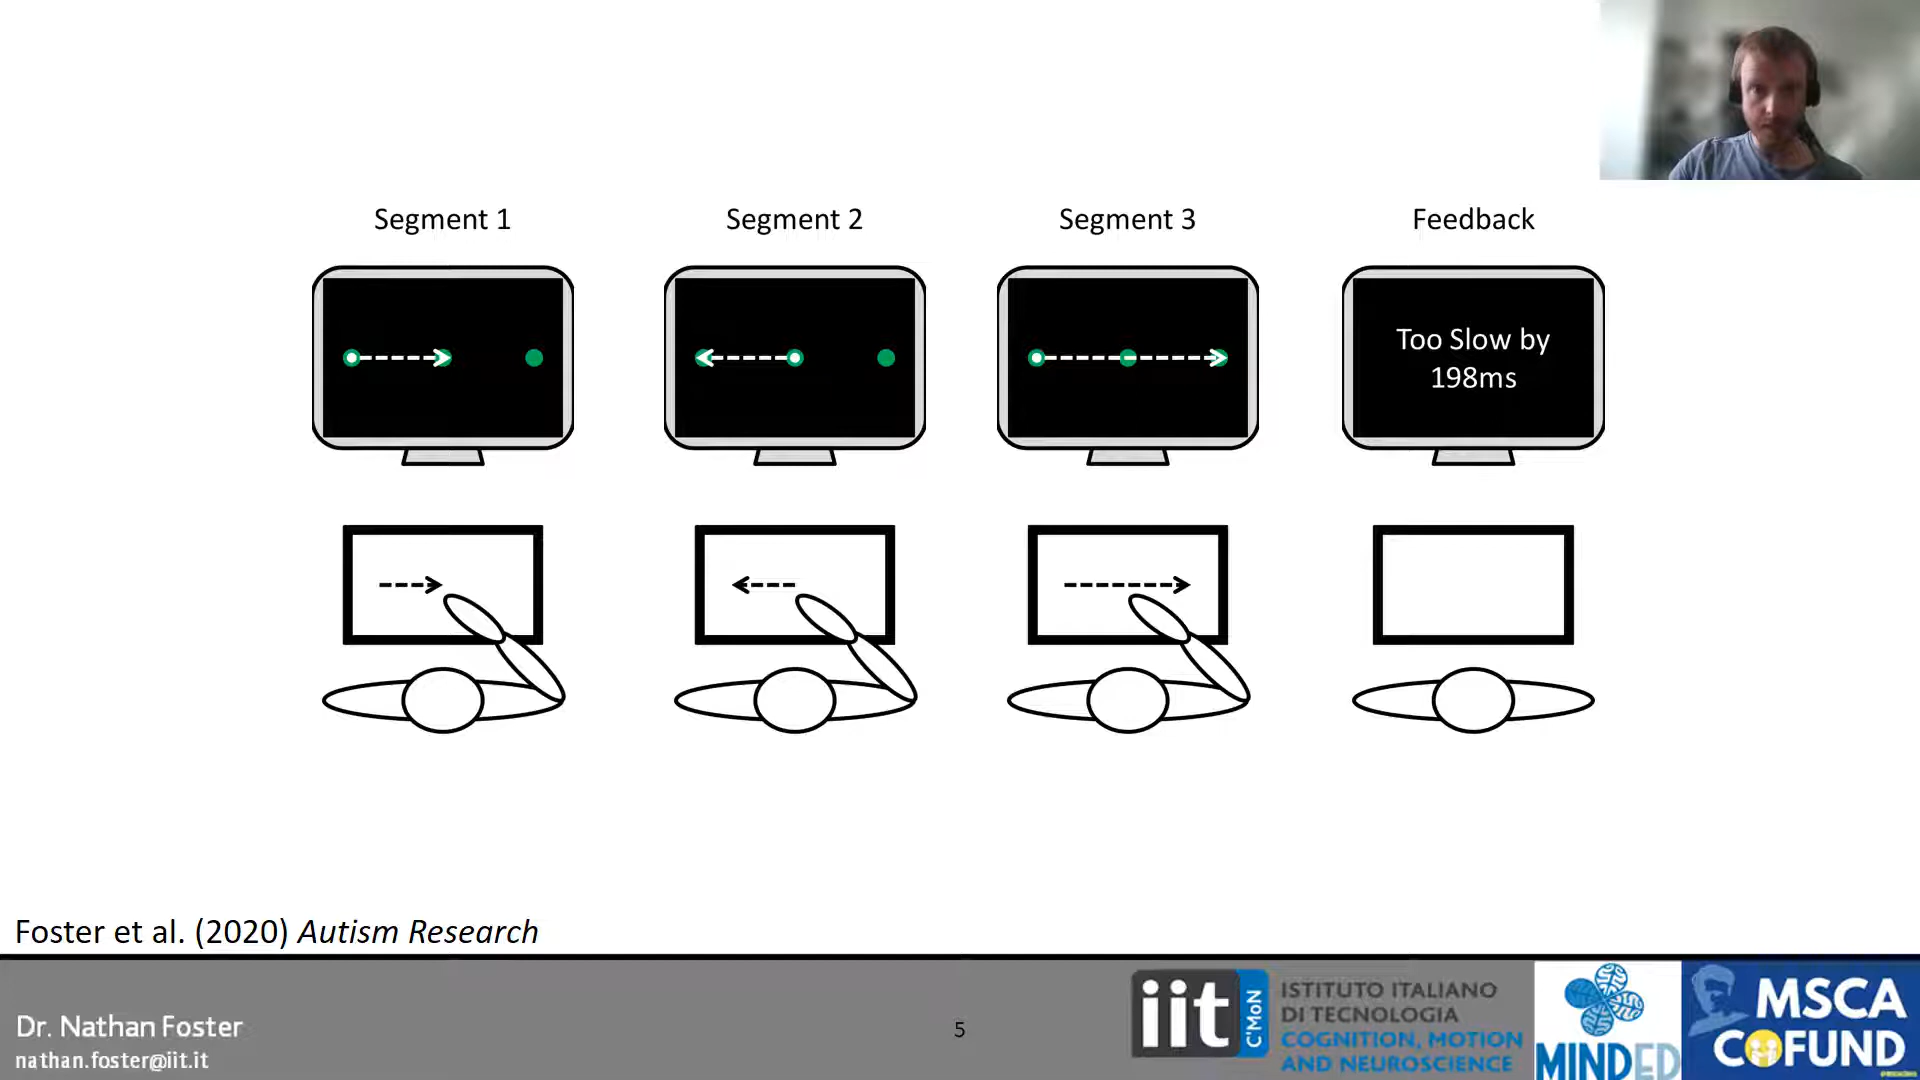 Segment 1
Segment 2
Segment 3
Feedback
Too Slow by
198ms
Foster et al. (2020) Autism Research
Dr. Nathan Foster
nathan.foster@iit.it
5
iit
C'MoN
ISTITUTO ITALIANO
DI TECNOLOGIA
COGNITION, MOTION
AND NEUROSCIENCE
MINDED
MSCA
COFUND